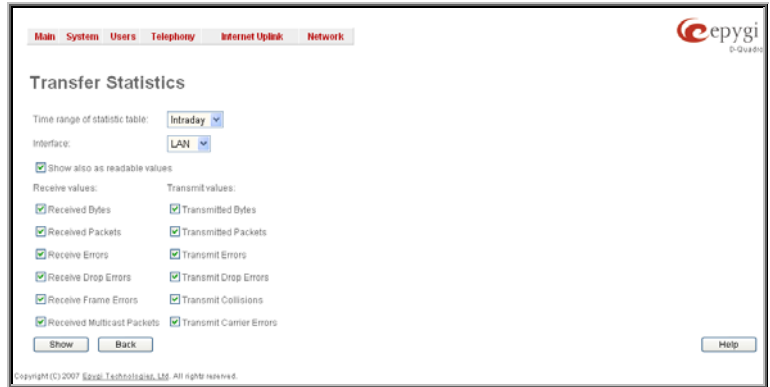 Main System Users Telephony Internet Uplink Network
epygi
D-Quadro
Transfer Statistics
Time range of statistic table: Intraday
Interface: LAN
Show also as readable values
Receive values: Transmit values:
Received Bytes Transmitted Bytes
Received Packets Transmitted Packets
Receive Errors Transmit Errors
Receive Drop Errors Transmit Drop Errors
Receive Frame Errors Transmit Collisions
Received Multicast Packets Transmit Carrier Errors
Show Back Help
Copyright (C) 2007 Epygi Technologies, Ltd. All rights reserved.